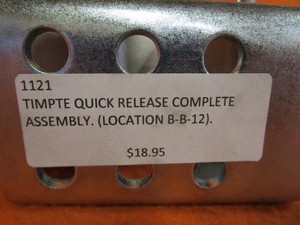 1121
TIMPTE QUICK RELEASE COMPLETE
ASSEMBLY. (LOCATION B-B-12).
$18.95